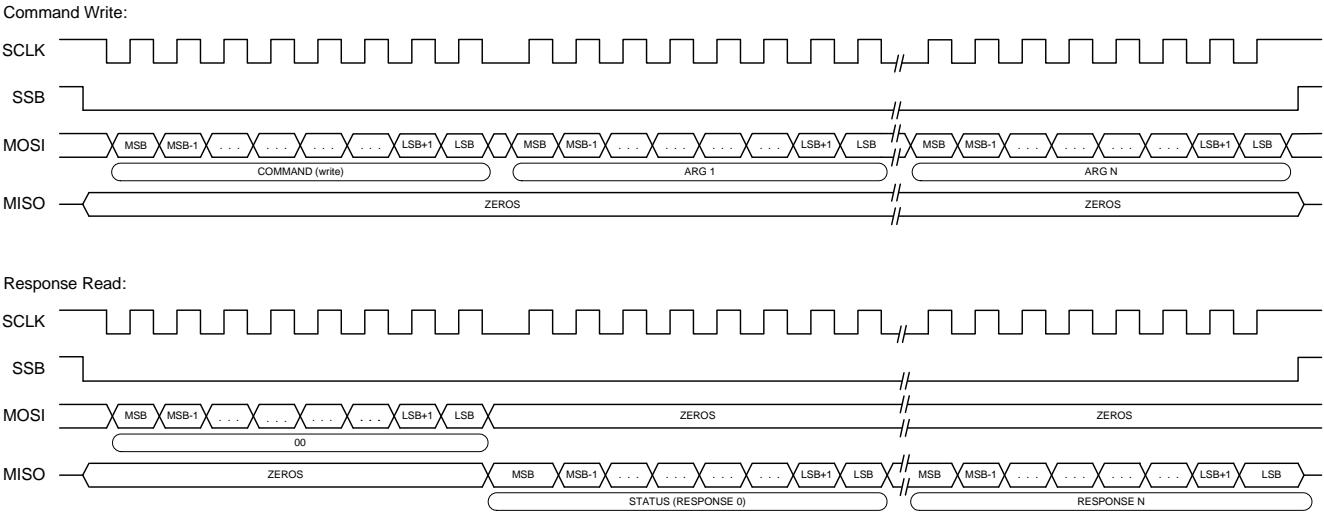 Command Write:
SCLK
SSB
MOSI MSB MSB-1 . . . . . . . . . . . . LSB+1 LSB MSB MSB-1 . . . . . . . . . . . . LSB+1 LSB MSB MSB-1 . . . . . . . . . . . . LSB+1 LSB
COMMAND (write) ARG 1 ARG N
MISO ZEROS ZEROS
Response Read:
SCLK
SSB
MOSI MSB MSB-1 . . . . . . . . . . . . LSB+1 LSB ZEROS ZEROS
00
MISO ZEROS MSB MSB-1 . . . . . . . . . . . . LSB+1 LSB MSB MSB-1 . . . . . . . . . . . . LSB+1 LSB
STATUS (RESPONSE 0) RESPONSE N